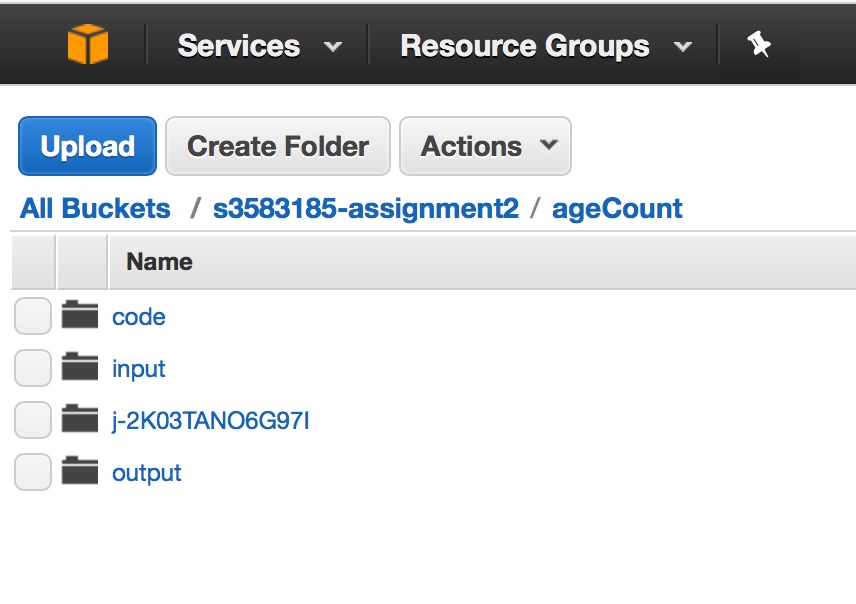 Services Resource Groups
Upload Create Folder Actions
All Buckets / s3583185-assignment2 / ageCount
Name
code
input
j-2K03TANO6G97I
output